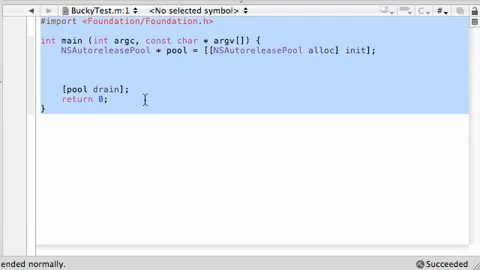 BuckyTest.m:1
<No selected symbol>
#import <Foundation/Foundation.h>
int main (int argc, const char * argv[]) {
NSAutoreleasePool * pool = [[NSAutoreleasePool alloc] init];
[pool drain];
return 0;
}
ended normally.
Succeeded